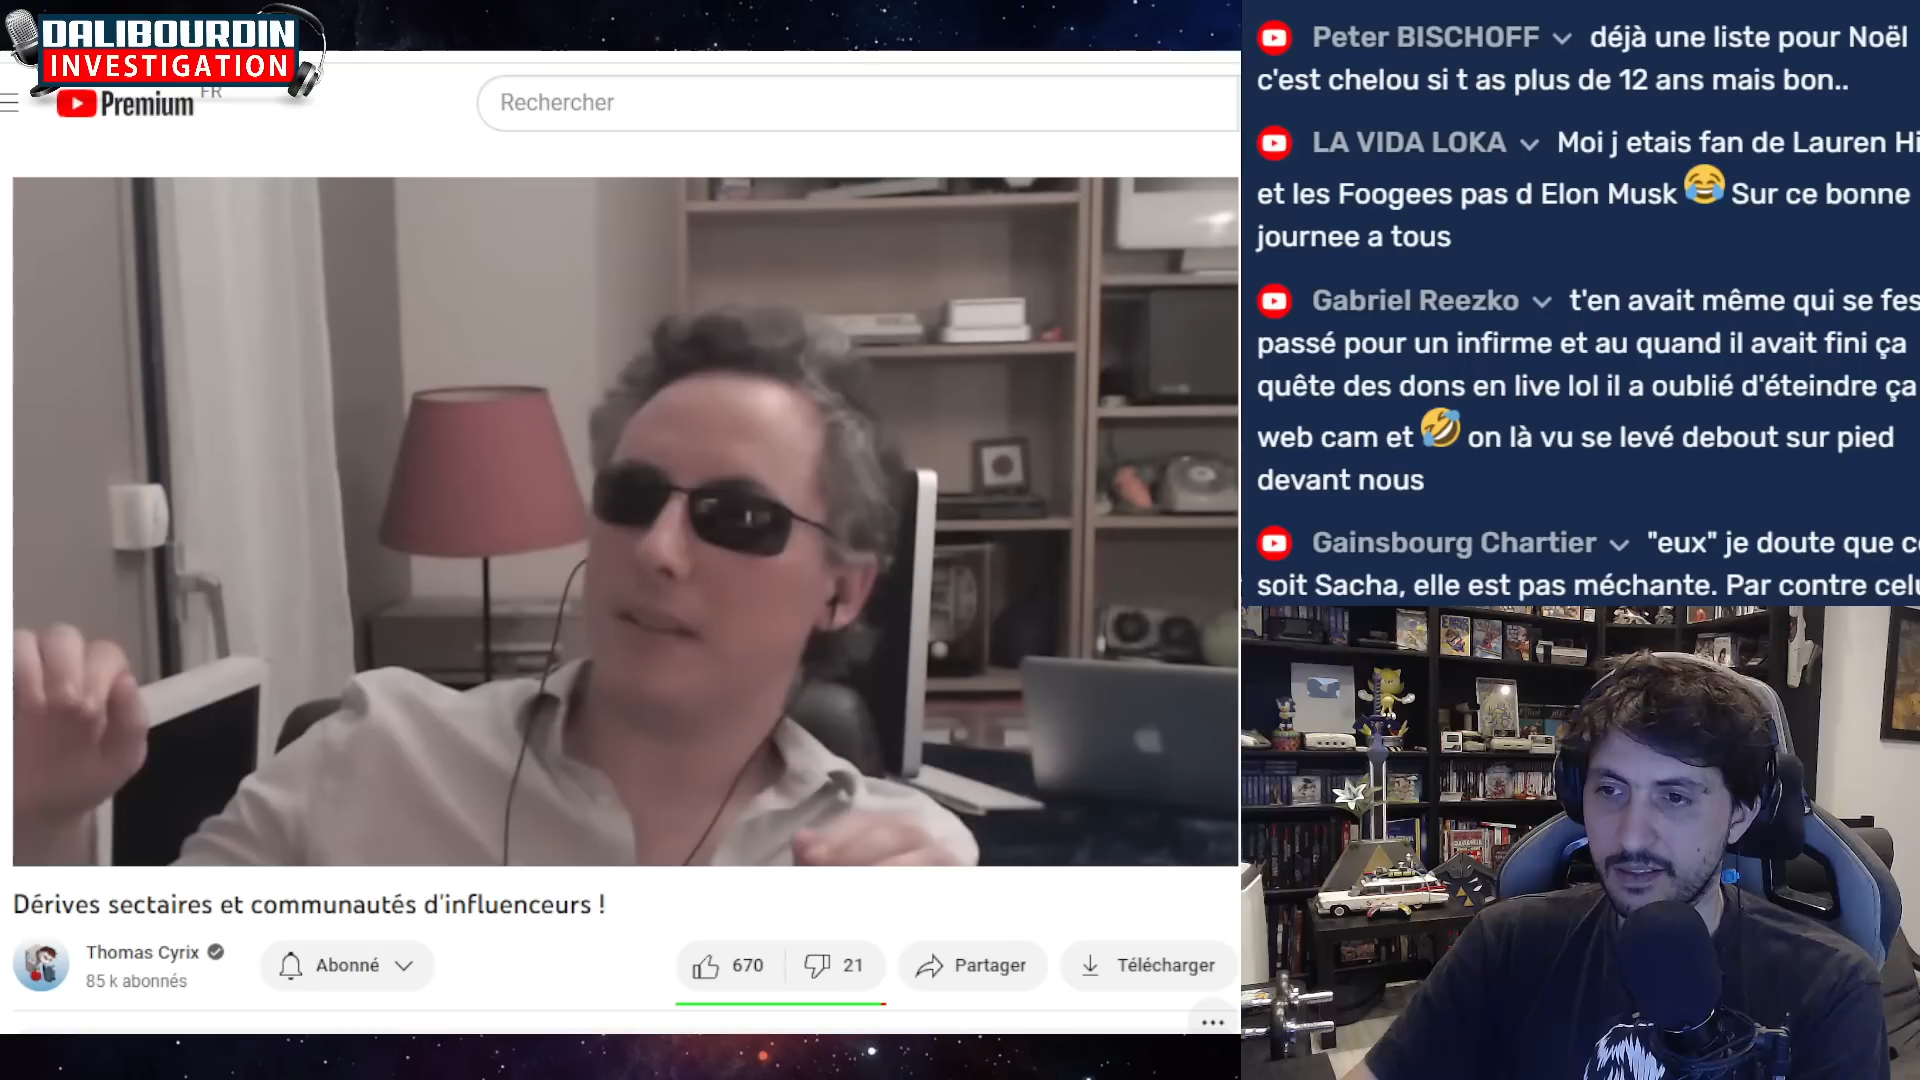 DALIBOURDIN
INVESTIGATION
Premium
FR
Rechercher
Dérives sectaires et communautés d'influenceurs !
Thomas Cyrix
85 k abonnés
Abonné
670
21
Partager
Télécharger
Peter BISCHOFF déjà une liste pour Noël
c'est chelou si t as plus de 12 ans mais bon..
LA VIDA LOKA Moi j etais fan de Lauren Hi
et les Foogees pas d Elon Musk 😂 Sur ce bonne
journee a tous
Gabriel Reezko t'en avait même qui se fes
passé pour un infirme et au quand il avait fini ça
quête des dons en live lol il a oublié d'éteindre ça
web cam et 🤣 on là vu se levé debout sur pied
devant nous
Gainsbourg Chartier "eux" je doute que ce
soit Sacha, elle est pas méchante. Par contre celu